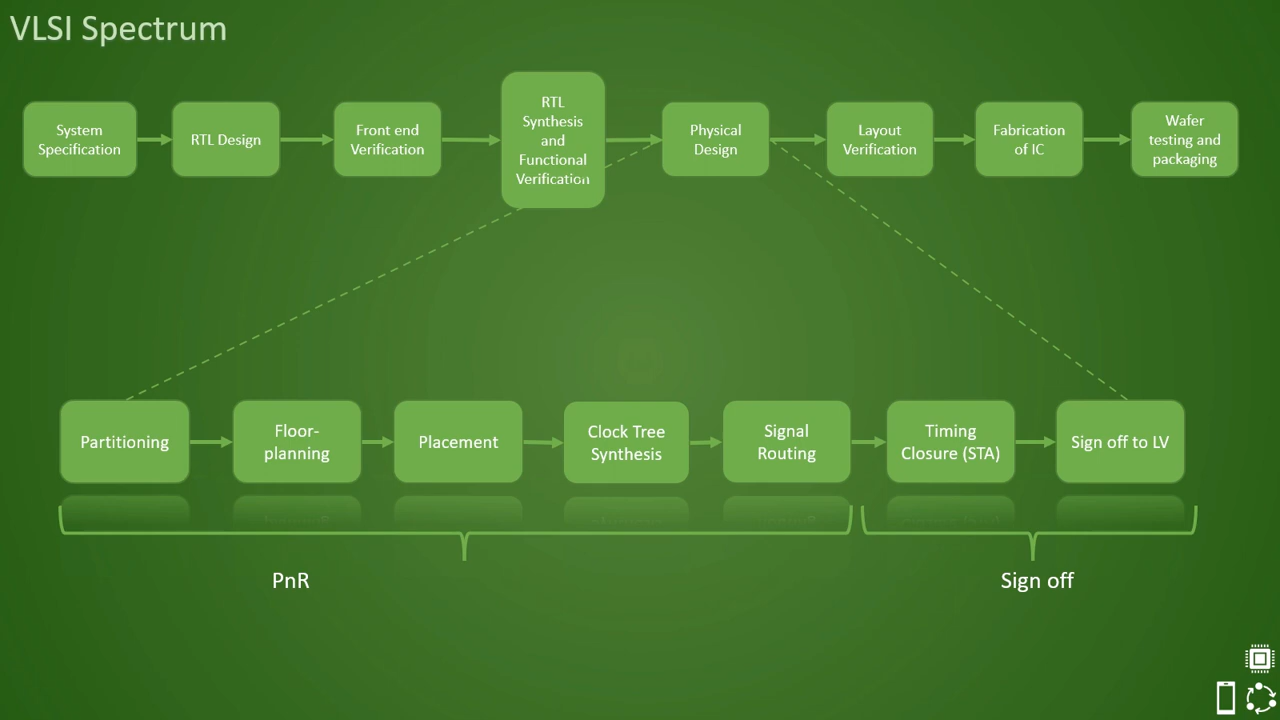 VLSI Spectrum
System
Specification
RTL Design
Front end
Verification
RTL
Synthesis
and
Functional
Verification
Physical
Design
Layout
Verification
Fabrication
of IC
Wafer
testing and
packaging
Partitioning
Floor-
planning
Placement
Clock Tree
Synthesis
Signal
Routing
Timing
Closure (STA)
Sign off to LV
PnR
Sign off